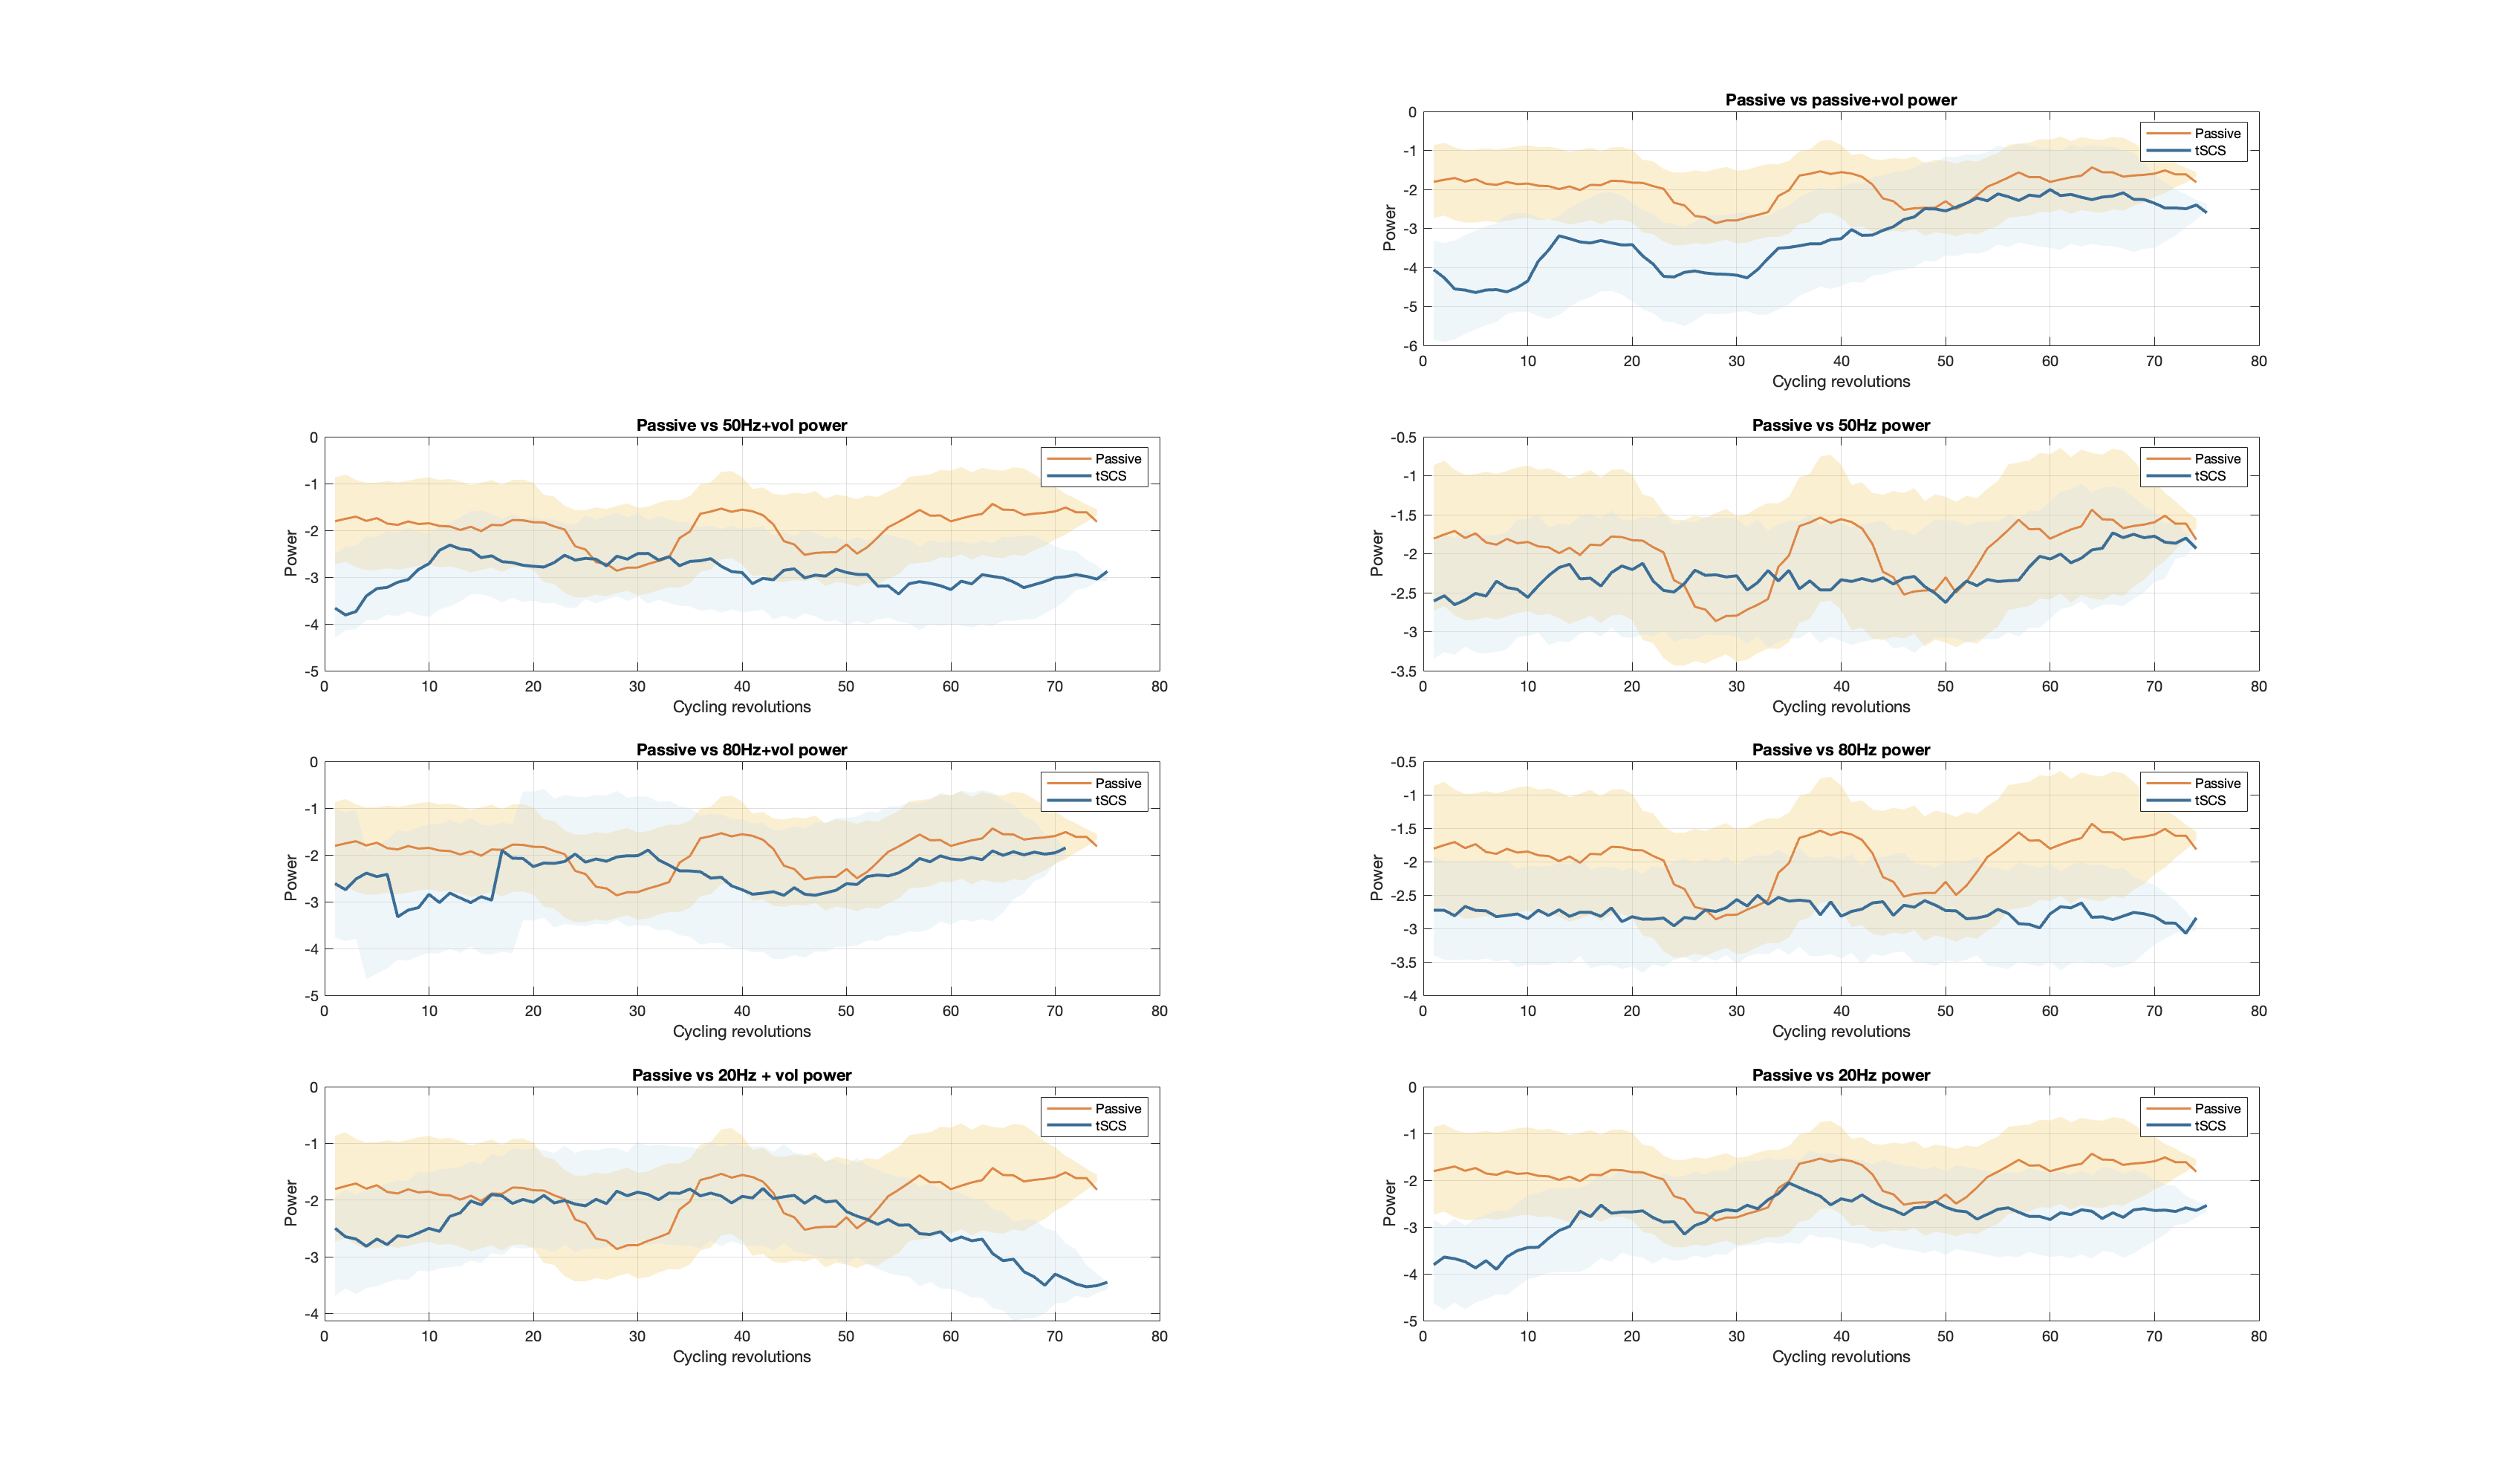 Passive vs passive+vol power
0
-1
-2
-3
-4
-5
-6
Power
Passive
tSCS
0 10 20 30 40 50 60 70 80
Cycling revolutions
Passive vs 50Hz+vol power
0
-1
-2
-3
-4
-5
Power
Passive
tSCS
0 10 20 30 40 50 60 70 80
Cycling revolutions
Passive vs 50Hz power
-0.5
-1
-1.5
-2
-2.5
-3
-3.5
Power
Passive
tSCS
0 10 20 30 40 50 60 70 80
Cycling revolutions
Passive vs 80Hz+vol power
0
-1
-2
-3
-4
-5
Power
Passive
tSCS
0 10 20 30 40 50 60 70 80
Cycling revolutions
Passive vs 80Hz power
-0.5
-1
-1.5
-2
-2.5
-3
-3.5
-4
Power
Passive
tSCS
0 10 20 30 40 50 60 70 80
Cycling revolutions
Passive vs 20Hz + vol power
0
-1
-2
-3
-4
Power
Passive
tSCS
0 10 20 30 40 50 60 70 80
Cycling revolutions
Passive vs 20Hz power
0
-1
-2
-3
-4
-5
Power
Passive
tSCS
0 10 20 30 40 50 60 70 80
Cycling revolutions